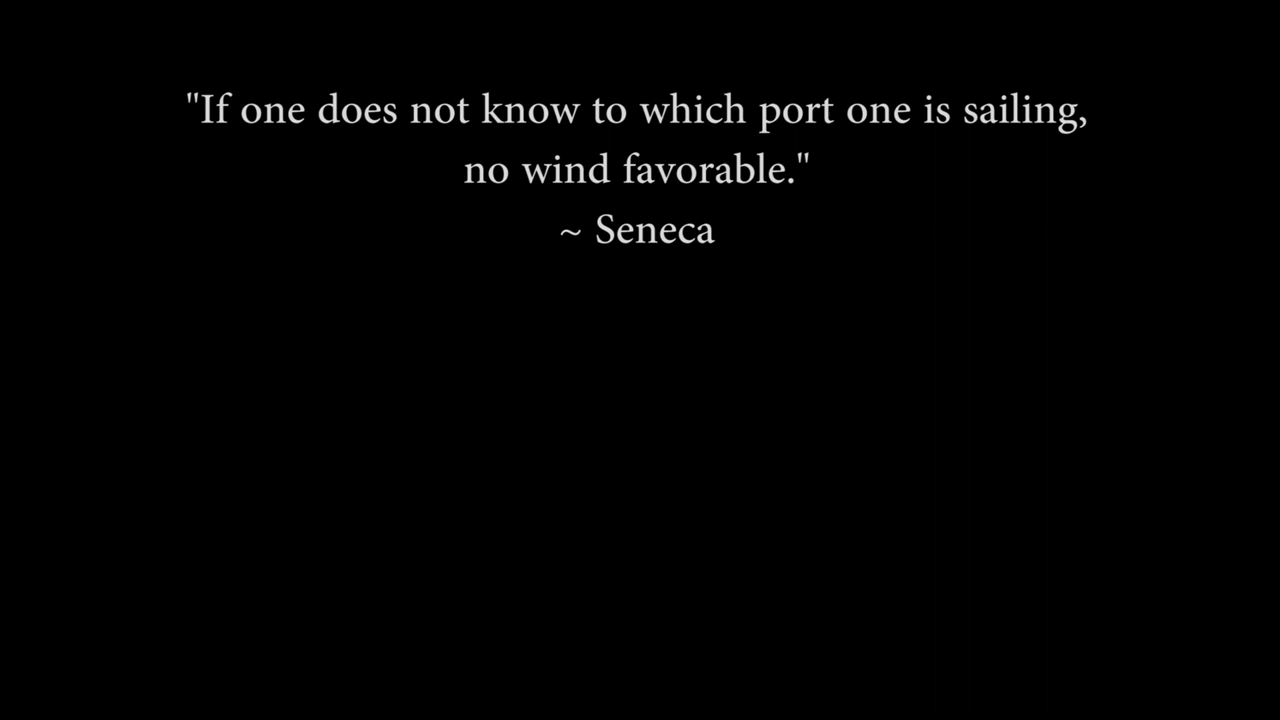 "If one does not know to which port one is sailing,
no wind favorable."
~ Seneca